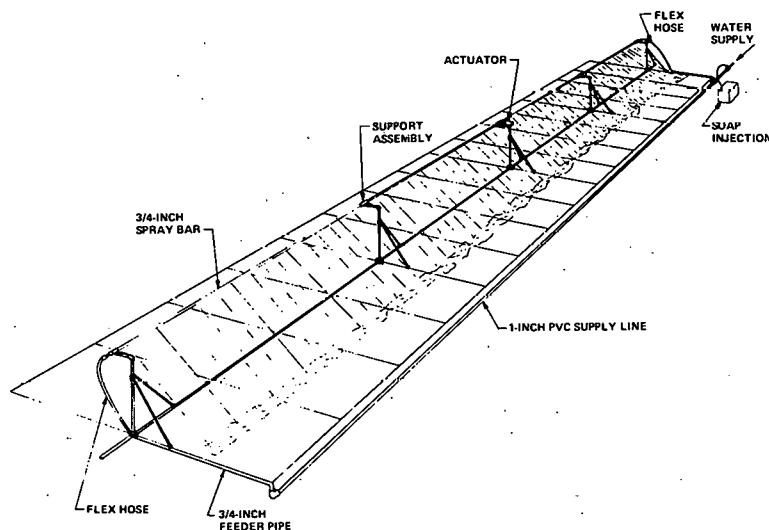 FLEX
HOSE
WATER
SUPPLY
ACTUATOR
SUPPORT
ASSEMBLY
SOAP
INJECTION
3/4-INCH
SPRAY BAR
1-INCH PVC SUPPLY LINE
FLEX HOSE
3/4-INCH
FEEDER PIPE